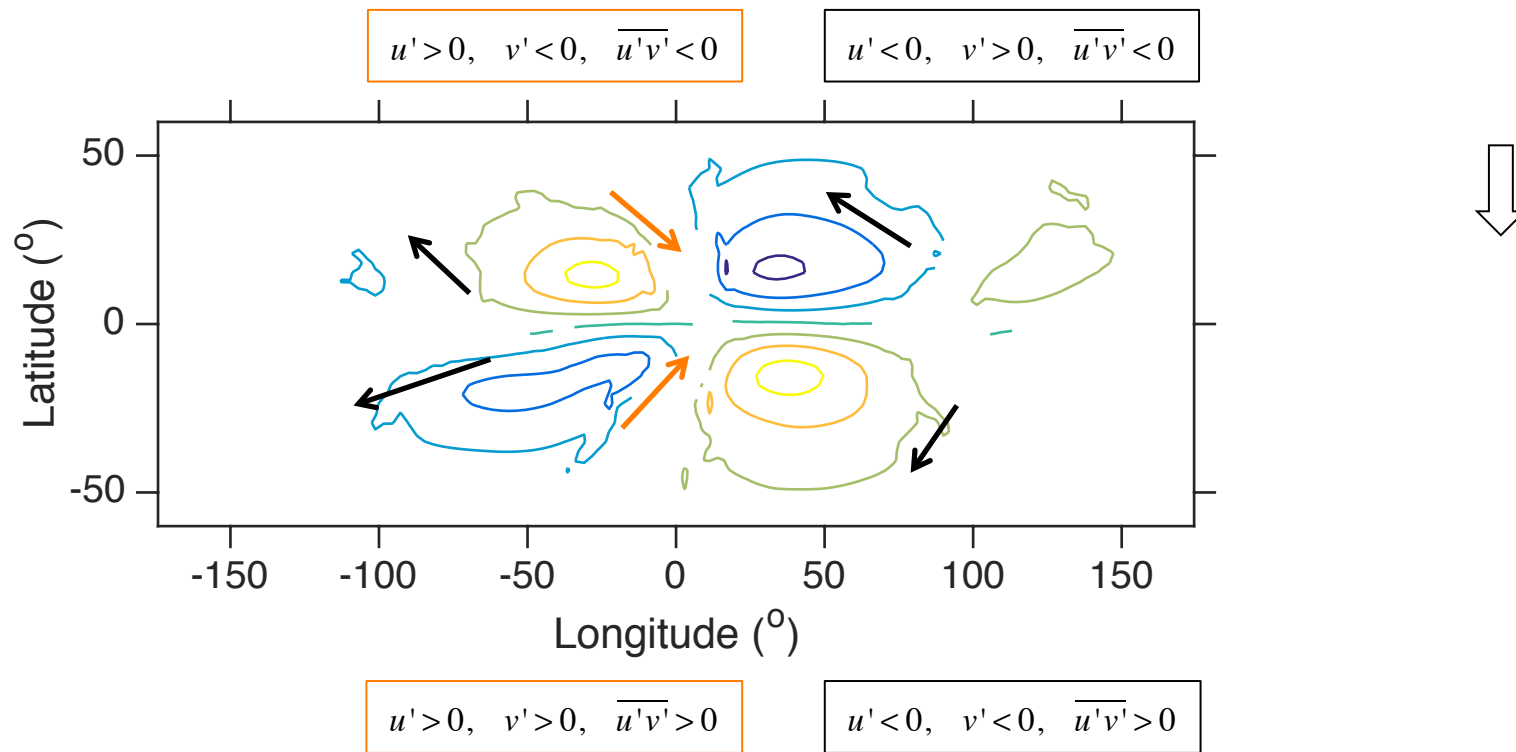 u'>0, v'<0, \overline{u'v'}<0
u'<0, v'>0, \overline{u'v'}<0
50
0
-50
Latitude (°)
-150 -100 -50 0 50 100 150
Longitude (°)
u'>0, v'>0, \overline{u'v'}>0
u'<0, v'<0, \overline{u'v'}>0